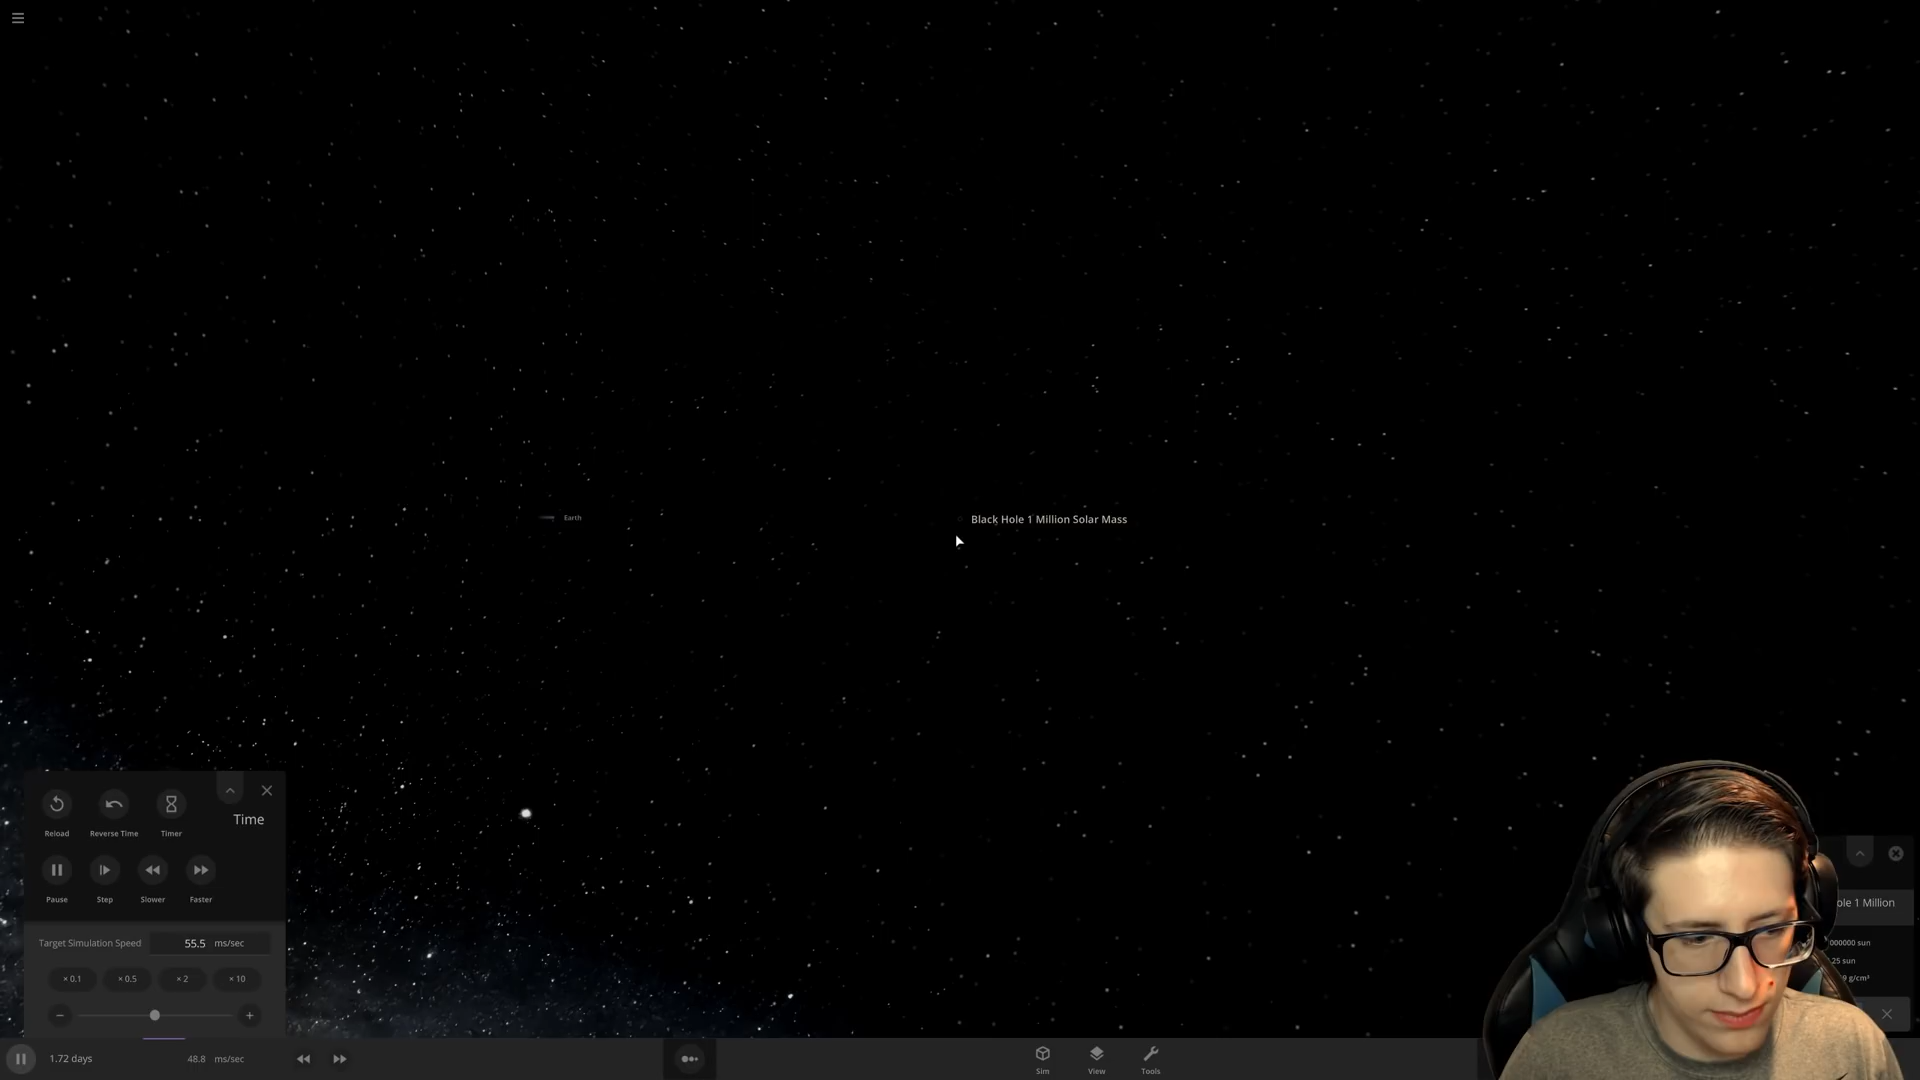 Earth
Black Hole 1 Million Solar Mass
Time
Reload
Reverse Time
Timer
Pause
Step
Slower
Faster
Target Simulation Speed 55.5 ms/sec
×0.1 ×0.5 ×2 ×10
1.72 days 48.8 ms/sec
Sim
View
Tools
ole 1 Million
000000 sun
25 sun
9 g/cm³